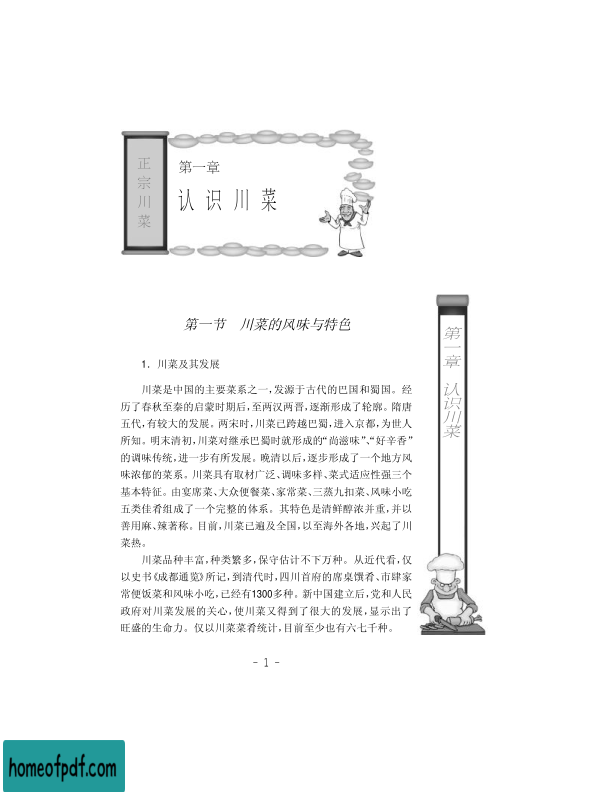 正宗川菜
第一章
认识川菜
第一节　川菜的风味与特色
第一章　认识川菜
1. 川菜及其发展
川菜是中国的主要菜系之一,发源于古代的巴国和蜀国。经
历了春秋至秦的启蒙时期后,至两汉两晋,逐渐形成了轮廓。隋唐
五代,有较大的发展。两宋时,川菜已跨越巴蜀,进入京都,为世人
所知。明末清初,川菜对继承巴蜀时就形成的“尚滋味”、“好辛香”
的调味传统,进一步有所发展。晚清以后,逐步形成了一个地方风
味浓郁的菜系。川菜具有取材广泛、调味多样、菜式适应性强三个
基本特征。由宴席菜、大众便餐菜、家常菜、三蒸九扣菜、风味小吃
五类佳肴组成了一个完整的体系。其特色是清鲜醇浓并重,并以
善用麻、辣著称。目前,川菜已遍及全国,以至海外各地,兴起了川
菜热。
川菜品种丰富,种类繁多,保守估计不下万种。从近代看,仅
以史书《成都通览》所记,到清代时,四川首府的席桌馔肴、市肆家
常便饭菜和风味小吃,已经有1300多种。新中国建立后,党和人民
政府对川菜发展的关心,使川菜又得到了很大的发展,显示出了
旺盛的生命力。仅以川菜菜肴统计,目前至少也有六七千种。
- 1 -
homeofpdf.com